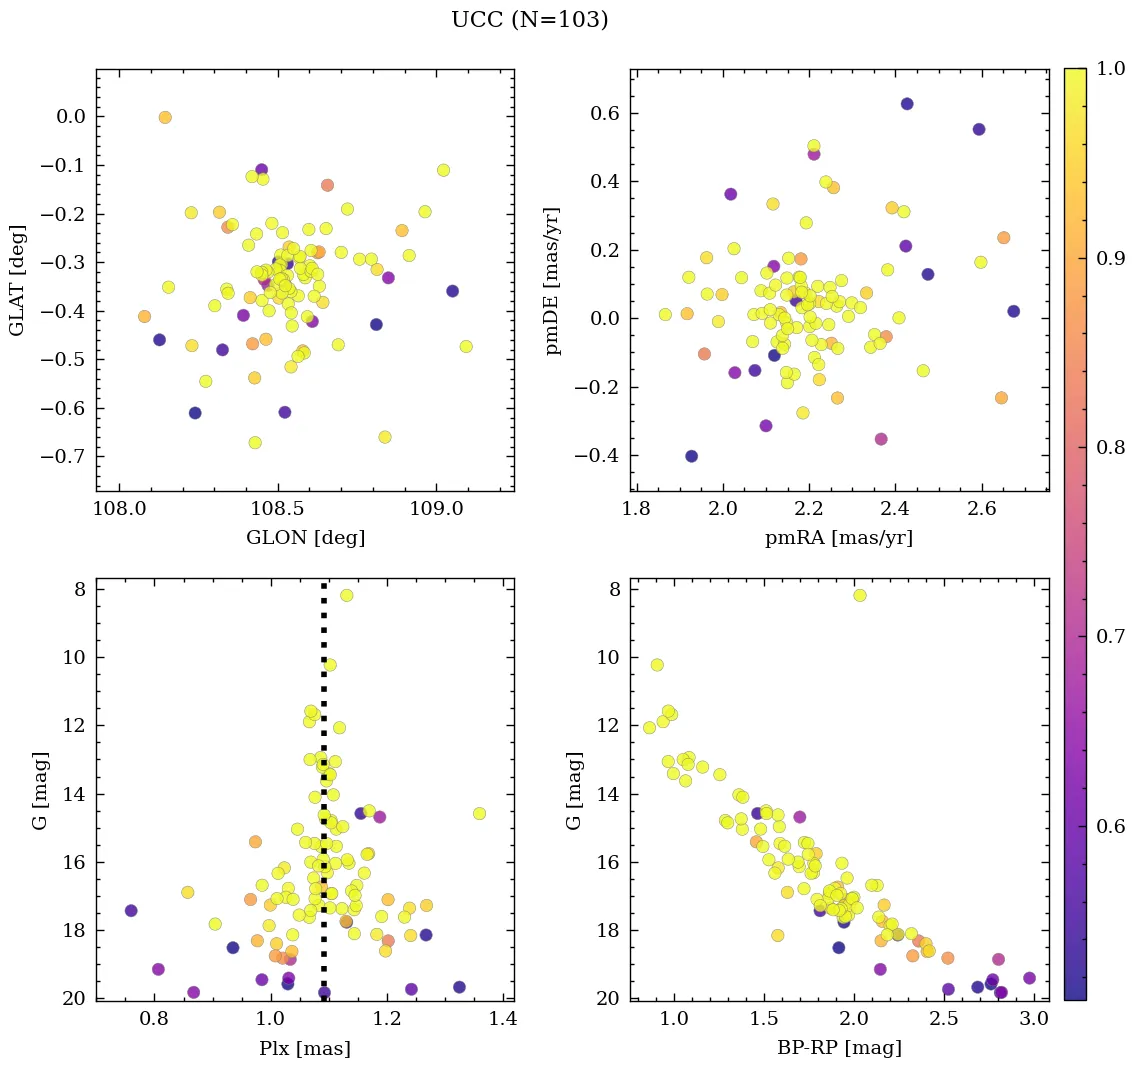 UCC (N=103)
GLAT [deg]
0.0
−0.1
−0.2
−0.3
−0.4
−0.5
−0.6
−0.7
108.0 108.5 109.0
GLON [deg]
pmDE [mas/yr]
0.6
0.4
0.2
0.0
−0.2
−0.4
1.8 2.0 2.2 2.4 2.6
pmRA [mas/yr]
1.0
0.9
0.8
0.7
0.6
G [mag]
8
10
12
14
16
18
20
0.8 1.0 1.2 1.4
Plx [mas]
G [mag]
8
10
12
14
16
18
20
1.0 1.5 2.0 2.5 3.0
BP-RP [mag]